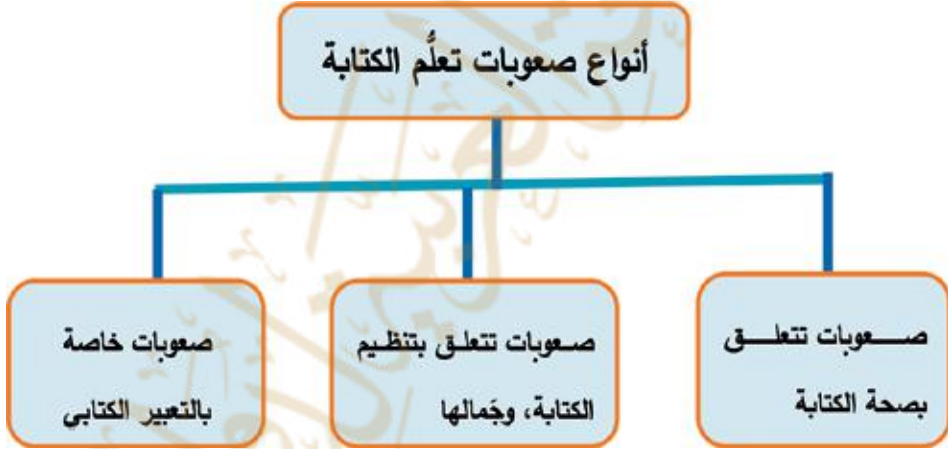 أنواع صعوبات تعلُّم الكتابة
صعوبات تتعلق
بصحة الكتابة
صعوبات تتعلق بتنظيم
الكتابة، وجَمالها
صعوبات خاصة
بالتعبير الكتابي